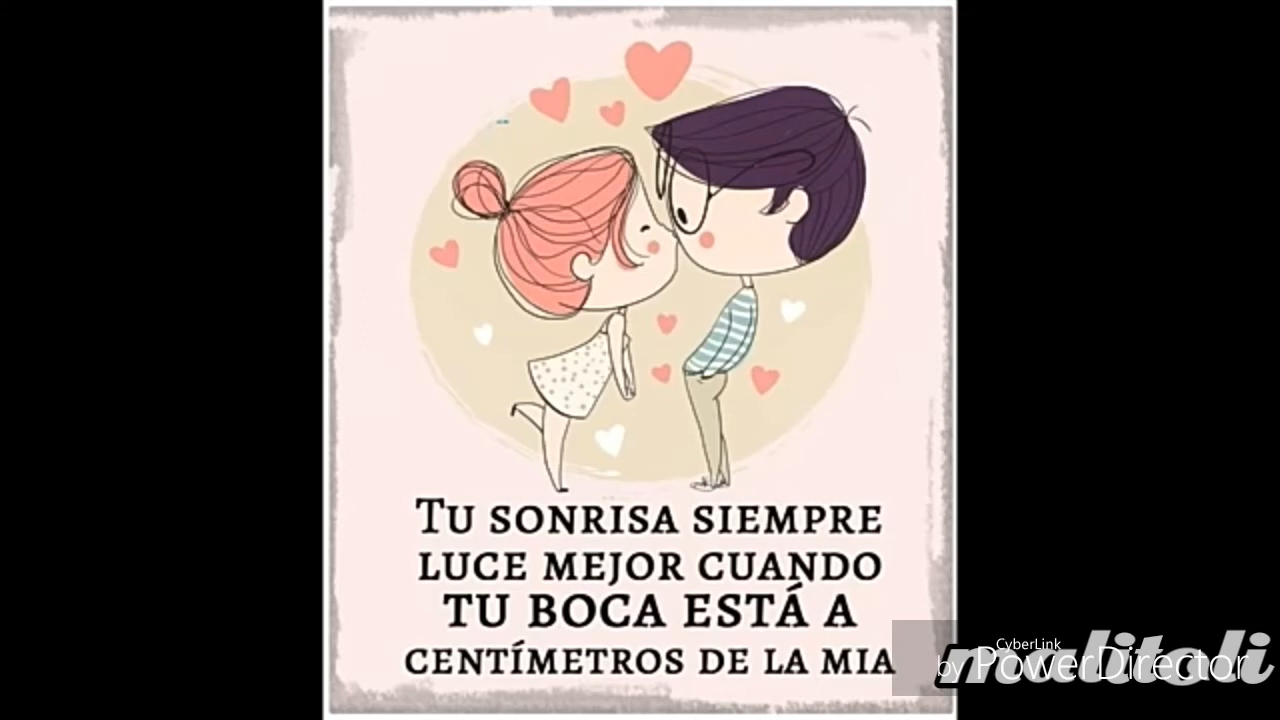 TU SONRISA SIEMPRE
LUCE MEJOR CUANDO
TU BOCA ESTÁ A
CENTÍMETROS DE LA MIA
CyberLink
by PowerDirector